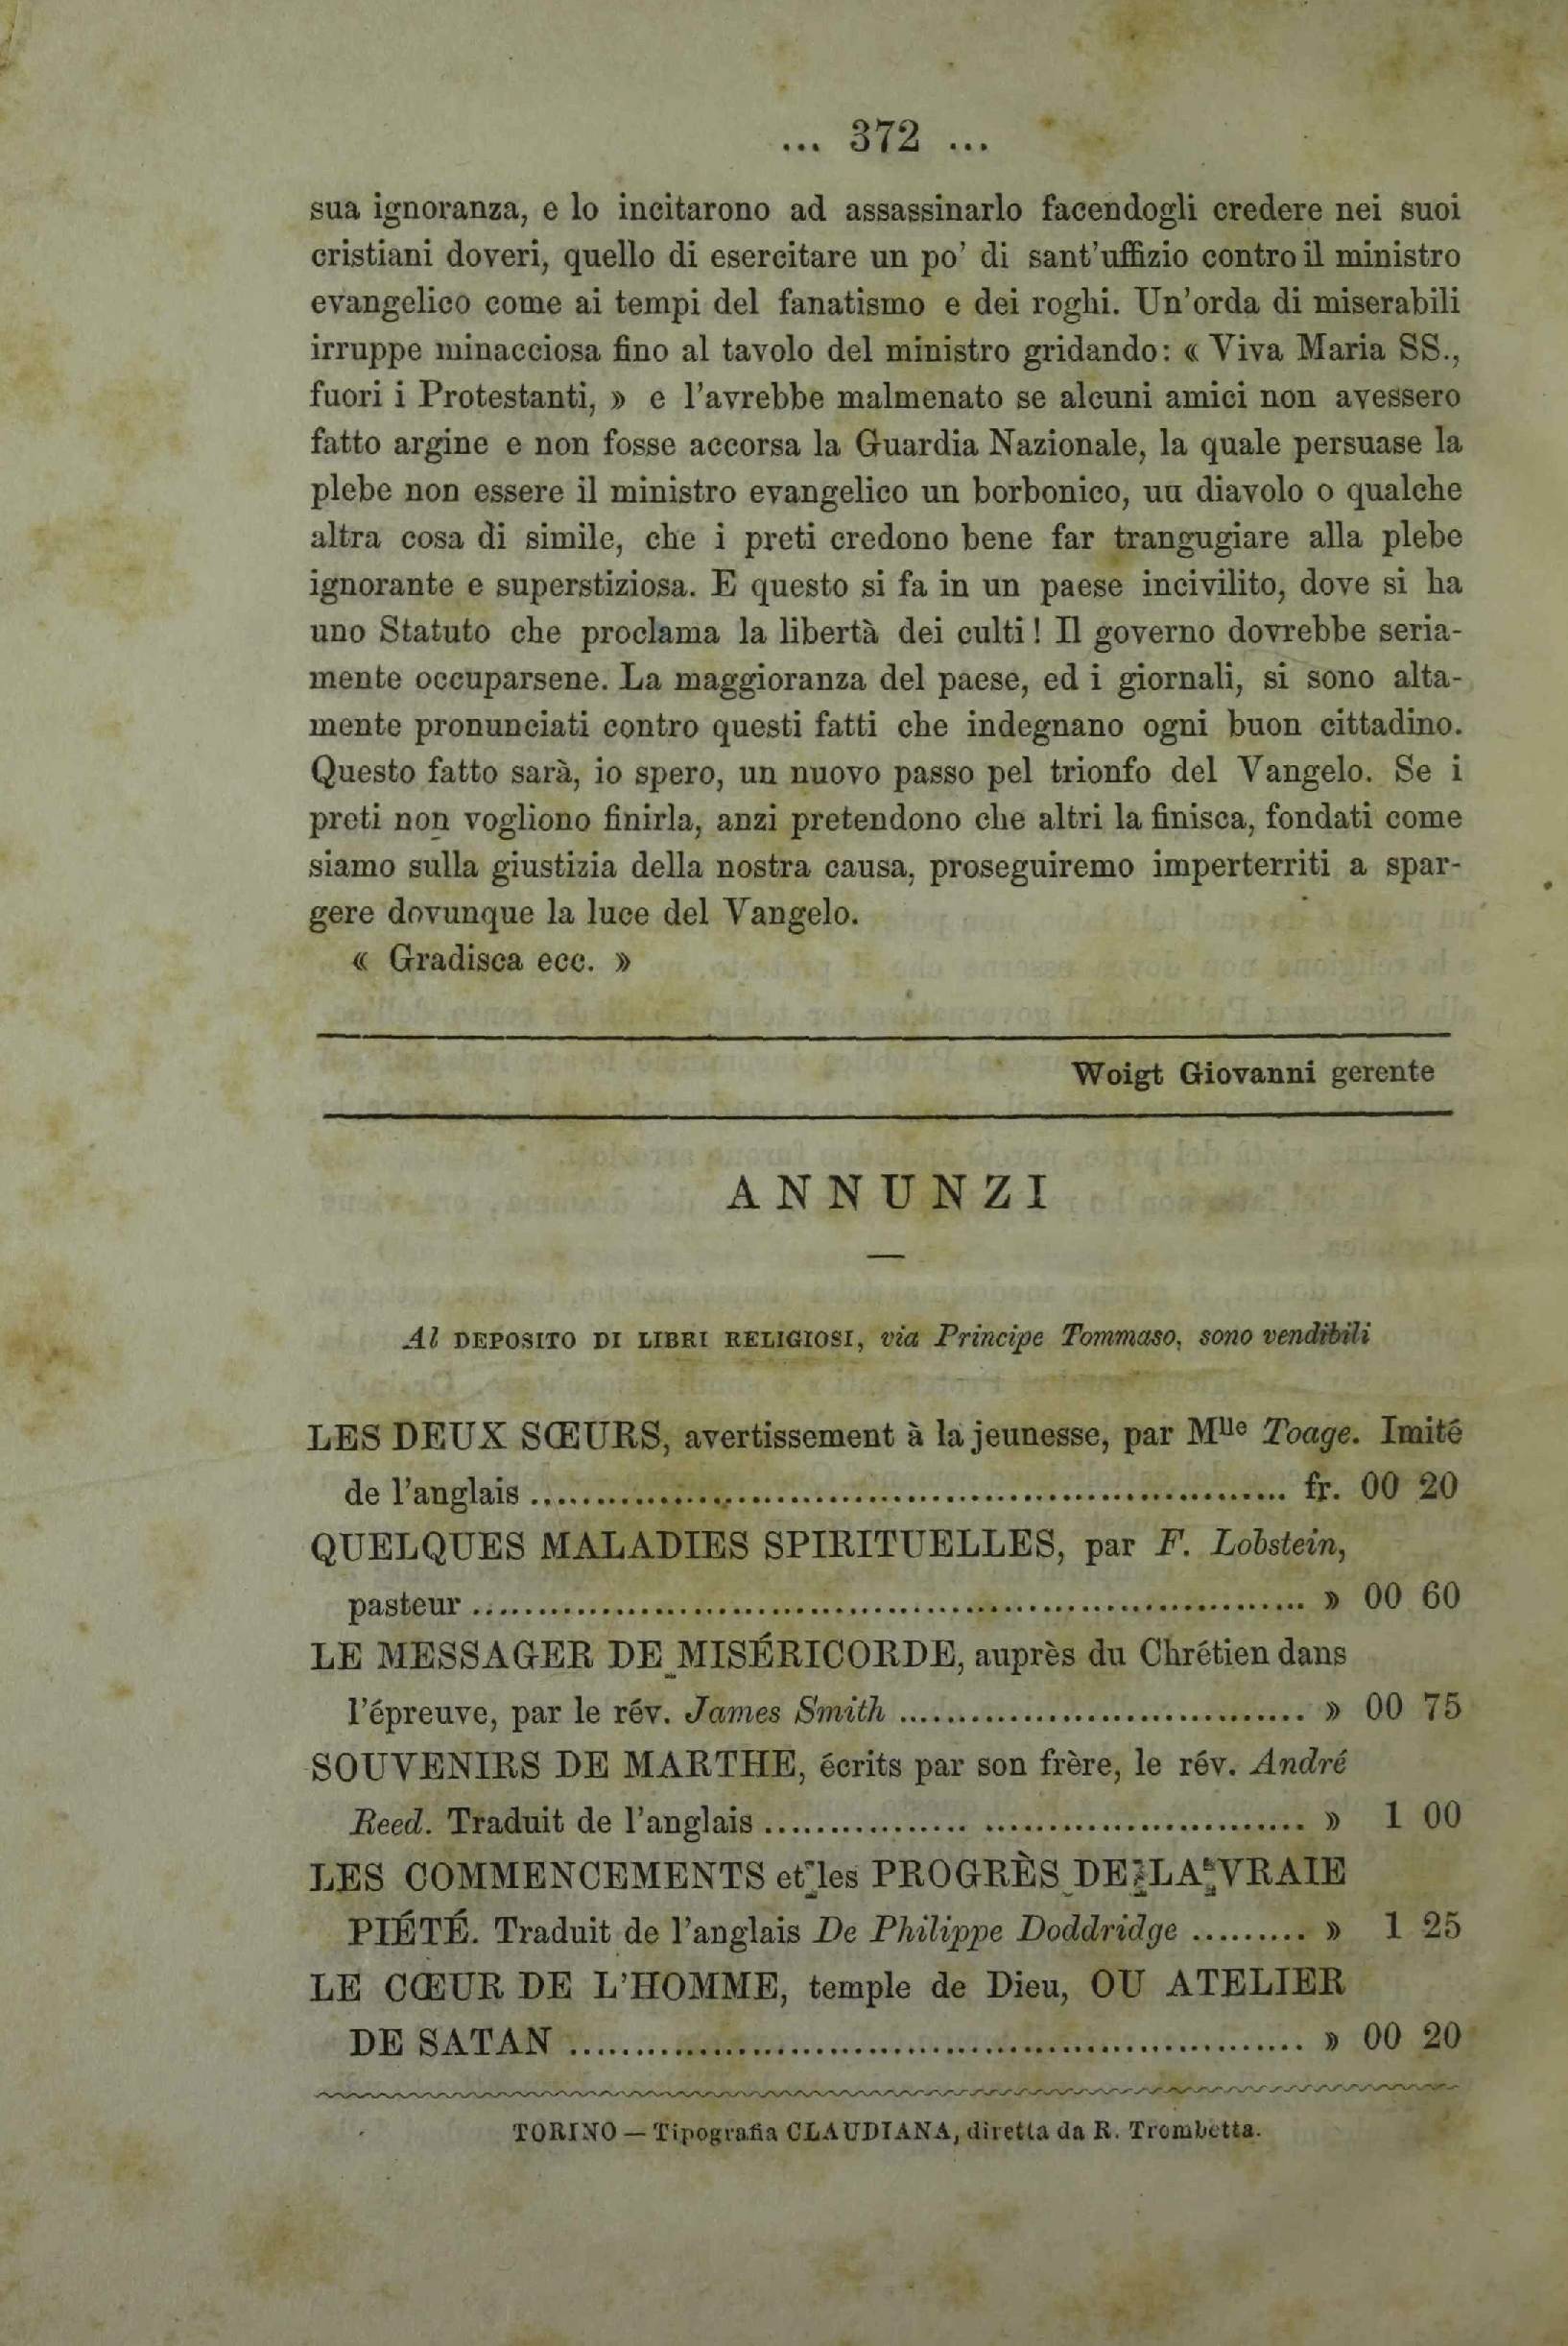 ... 372 ...
sua ignoranza, e lo incitarono ad assassinarlo facendogli credere nei suoi
cristiani doveri, quello di esercitare un po' di sant'uffizio contro il ministro
evangelico come ai tempi del fanatismo e dei roghi. Un'orda di miserabili
irruppe minacciosa fino al tavolo del ministro gridando: « Viva Maria SS.,
fuori i Protestanti, » e l'avrebbe malmenato se alcuni amici non avessero
fatto argine e non fosse accorsa la Guardia Nazionale, la quale persuase la
plebe non essere il ministro evangelico un borbonico, uu diavolo o qualche
altra cosa di simile, che i preti credono bene far trangugiare alla plebe
ignorante e superstiziosa. E questo si fa in un paese incivilito, dove si ha
uno Statuto che proclama la libertà dei culti ! Il governo dovrebbe seria-
mente occuparsene. La maggioranza del paese, ed i giornali, si sono alta-
mente pronunciati contro questi fatti che indegnano ogni buon cittadino.
Questo fatto sarà, io spero, un nuovo passo pel trionfo del Vangelo. Se i
preti non vogliono finirla, anzi pretendono che altri la finisca, fondati come
siamo sulla giustizia della nostra causa, proseguiremo imperterriti a spar-
gere dovunque la luce del Vangelo.
« Gradisca ecc. »
Woigt Giovanni gerente
ANNUNZI
Al DEPOSITO DI LIBRI RELIGIOSI, via Principe Tommaso, sono vendibili
LES DEUX SŒURS, avertissement à la jeunesse, par Mlle Toage. Imité
de l'anglais ........................................ fr. 00 20
QUELQUES MALADIES SPIRITUELLES, par F. Lobstein,
pasteur ........................................ » 00 60
LE MESSAGER DE MISÉRICORDE, auprès du Chrétien dans
l'épreuve, par le rév. James Smith ................................ » 00 75
SOUVENIRS DE MARTHE, écrits par son frère, le rév. André
Reed. Traduit de l'anglais ........................................ » 1 00
LES COMMENCEMENTS et les PROGRÈS DE LA VRAIE
PIÉTÉ. Traduit de l'anglais De Philippe Doddridge ......... » 1 25
LE CŒUR DE L'HOMME, temple de Dieu, OU ATELIER
DE SATAN ........................................ » 00 20
TORINO — Tipografia CLAUDIANA, diretta da R. Trombetta.